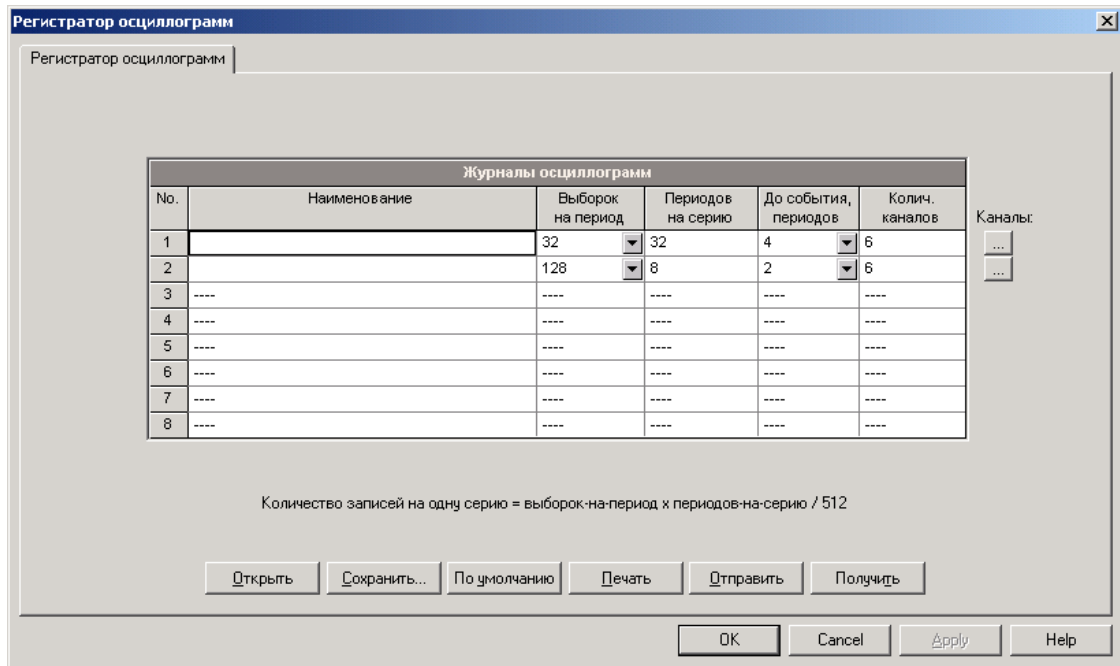 Регистратор осциллограмм
Регистратор осциллограмм
Журналы осциллограмм
No. Наименование Выборок на период Периодов на серию До события, периодов Колич. каналов Каналы:
1 32 32 4 6 ...
2 128 8 2 6 ...
3 ---- ---- ---- ---- ----
4 ---- ---- ---- ---- ----
5 ---- ---- ---- ---- ----
6 ---- ---- ---- ---- ----
7 ---- ---- ---- ---- ----
8 ---- ---- ---- ---- ----
Количество записей на одну серию = выборок-на-период x периодов-на-серию / 512
Открыть Сохранить... По умолчанию Печать Отправить Получить
OK Cancel Apply Help